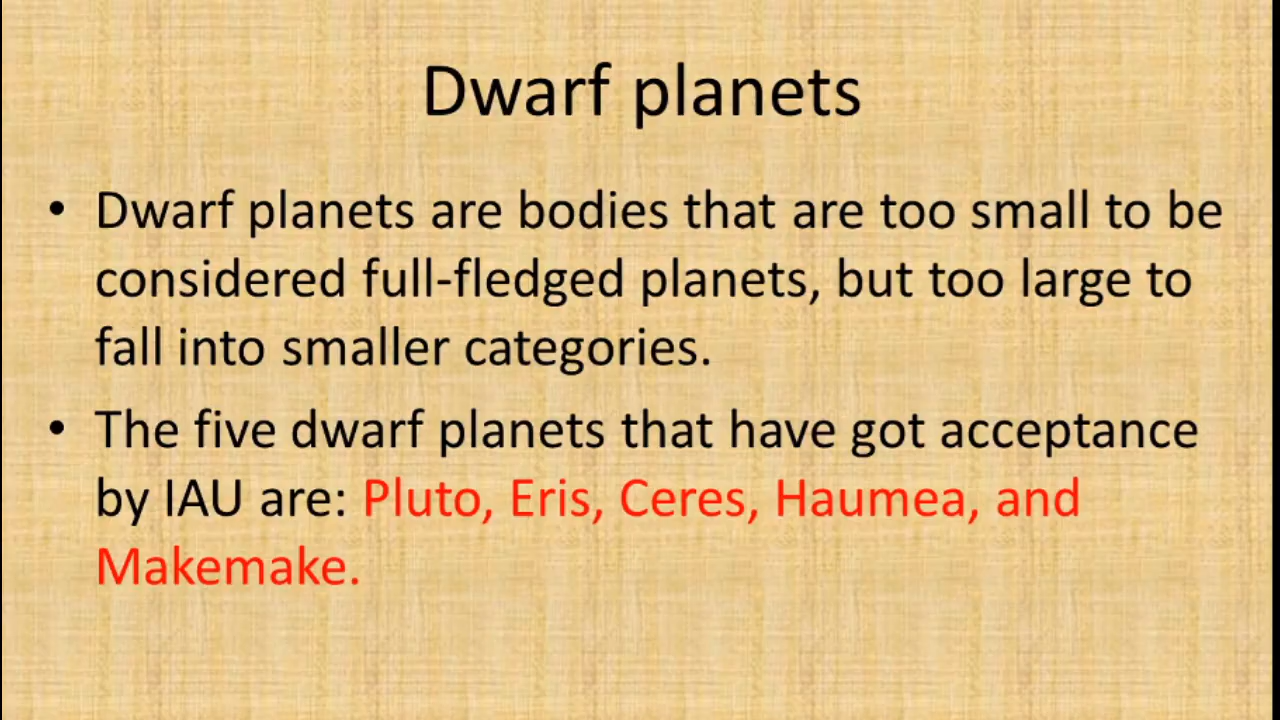 Dwarf planets
• Dwarf planets are bodies that are too small to be
considered full-fledged planets, but too large to
fall into smaller categories.
• The five dwarf planets that have got acceptance
by IAU are: Pluto, Eris, Ceres, Haumea, and
Makemake.